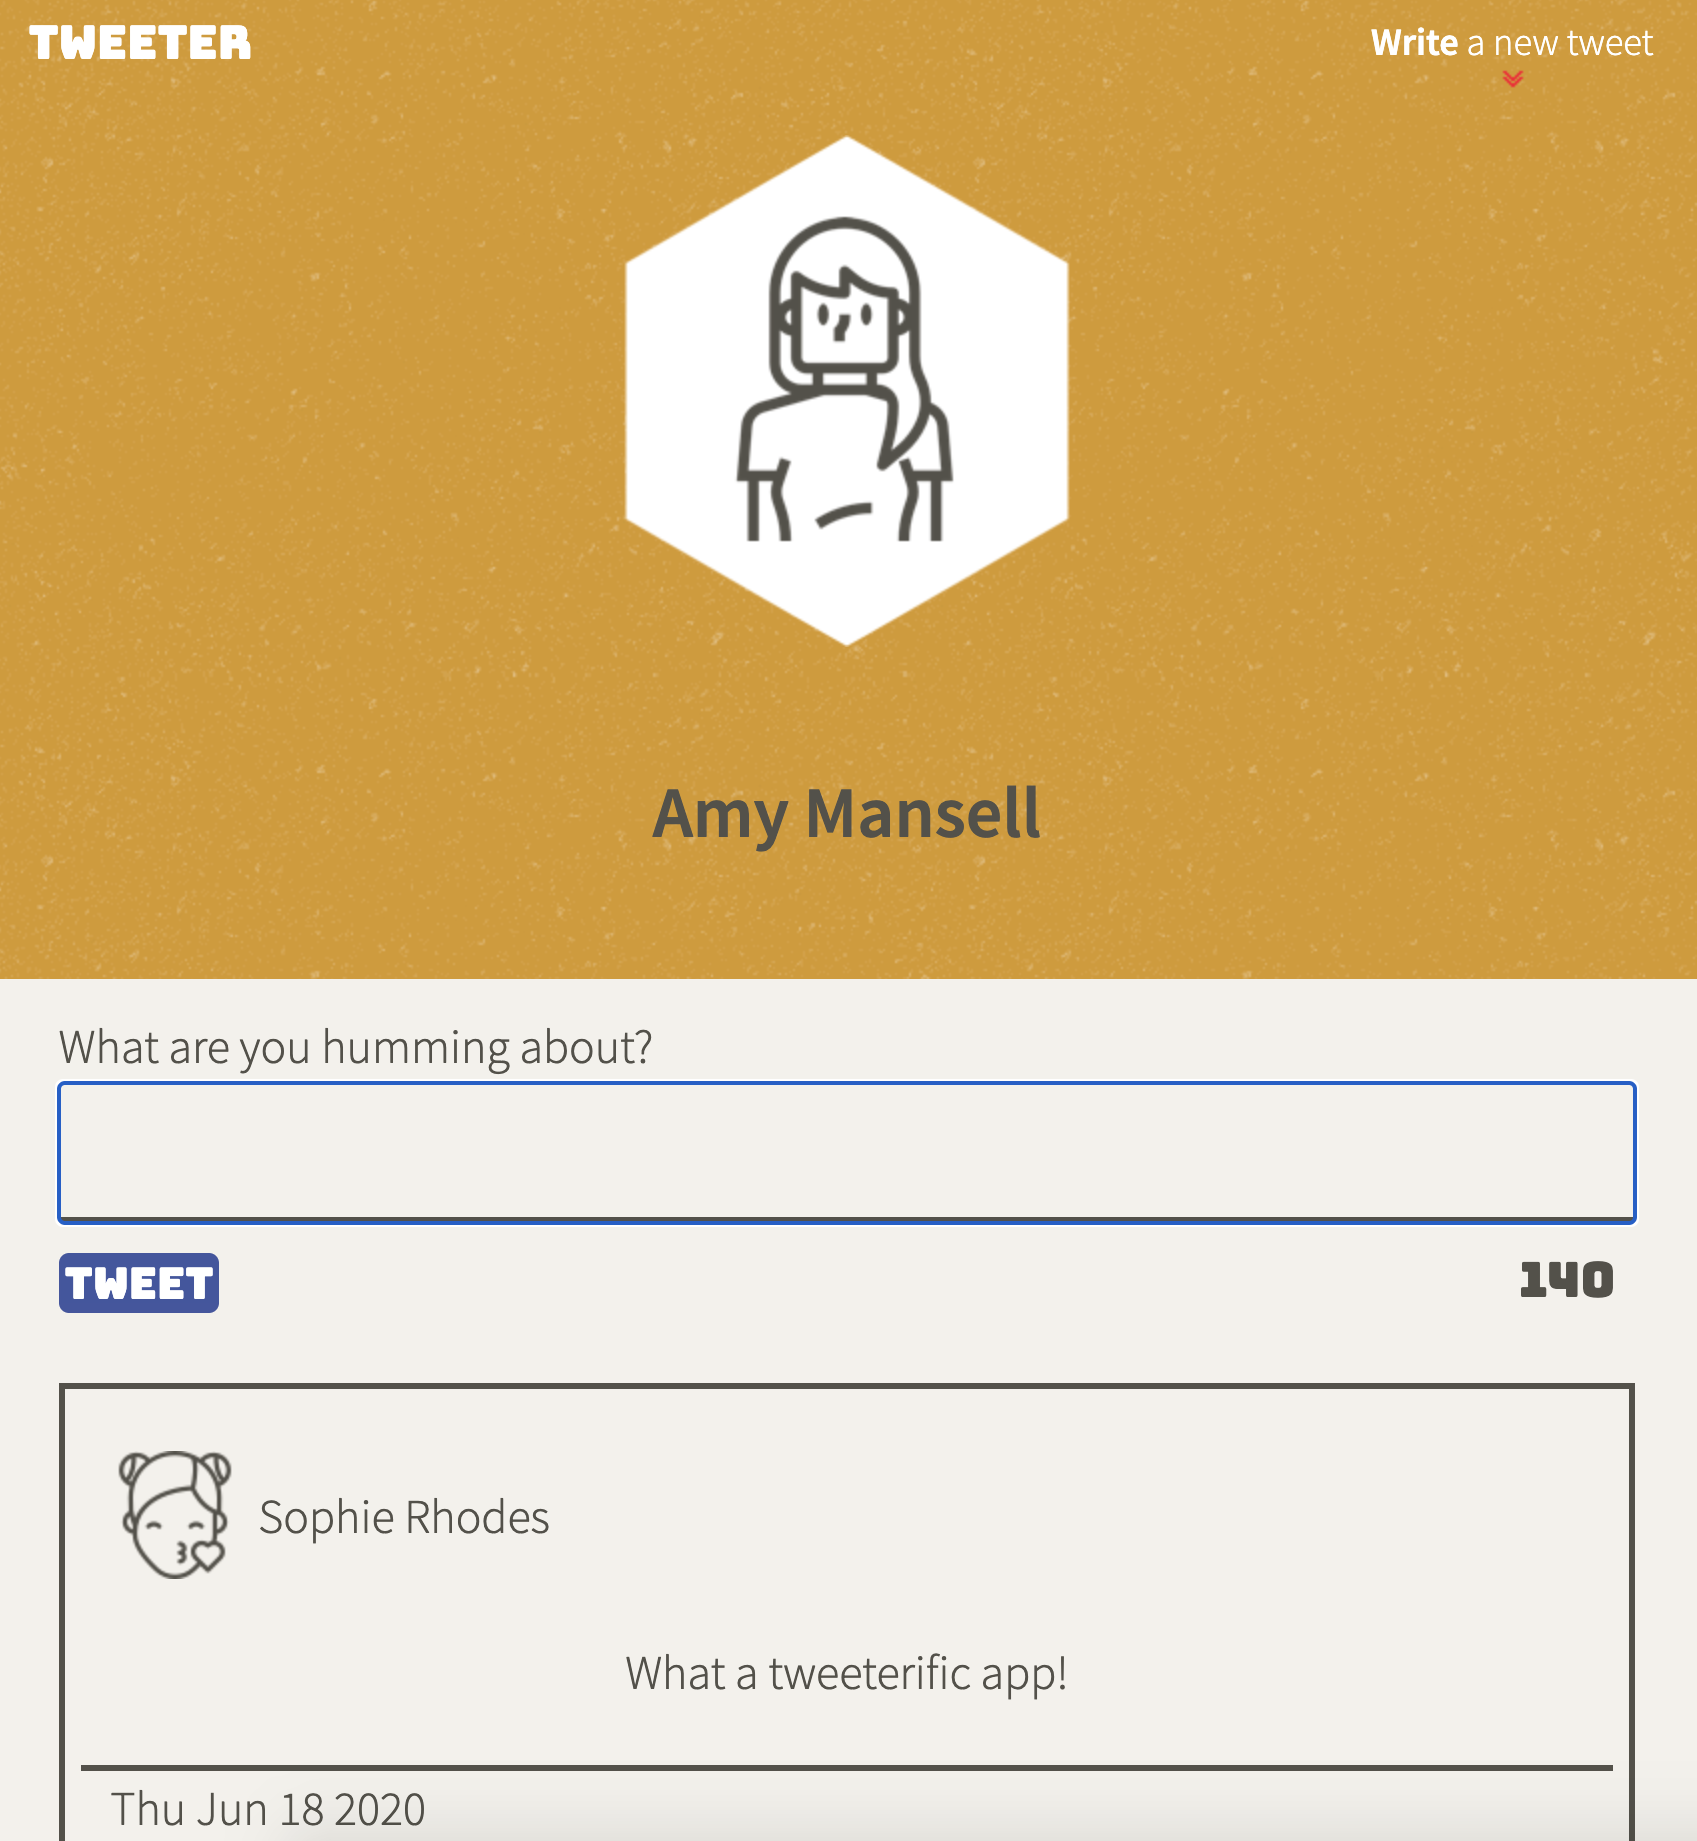 TWEETER
Write a new tweet
Amy Mansell
What are you humming about?
TWEET
140
Sophie Rhodes
What a tweeterific app!
Thu Jun 18 2020